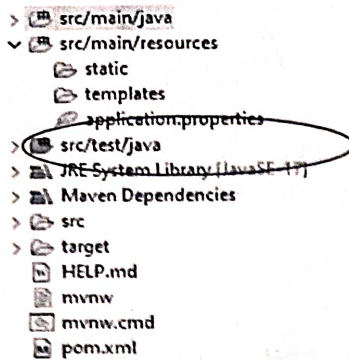 src/main/java
src/main/resources
static
templates
application.properties
src/test/java
JRE System Library [JavaSE-17]
Maven Dependencies
src
target
HELP.md
mvnw
mvnw.cmd
pom.xml